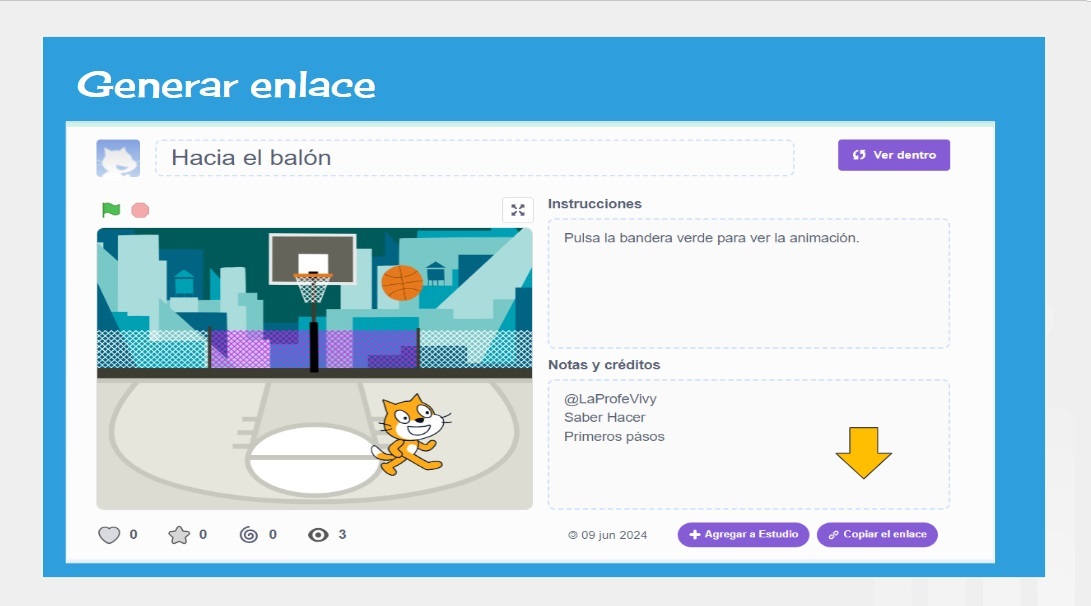 Generar enlace
Hacia el balón
Ver dentro
Instrucciones
Pulsa la bandera verde para ver la animación.
Notas y créditos
@LaProfeVivy
Saber Hacer
Primeros pásos
0 0 0 3
© 09 jun 2024
Agregar a Estudio
Copiar el enlace